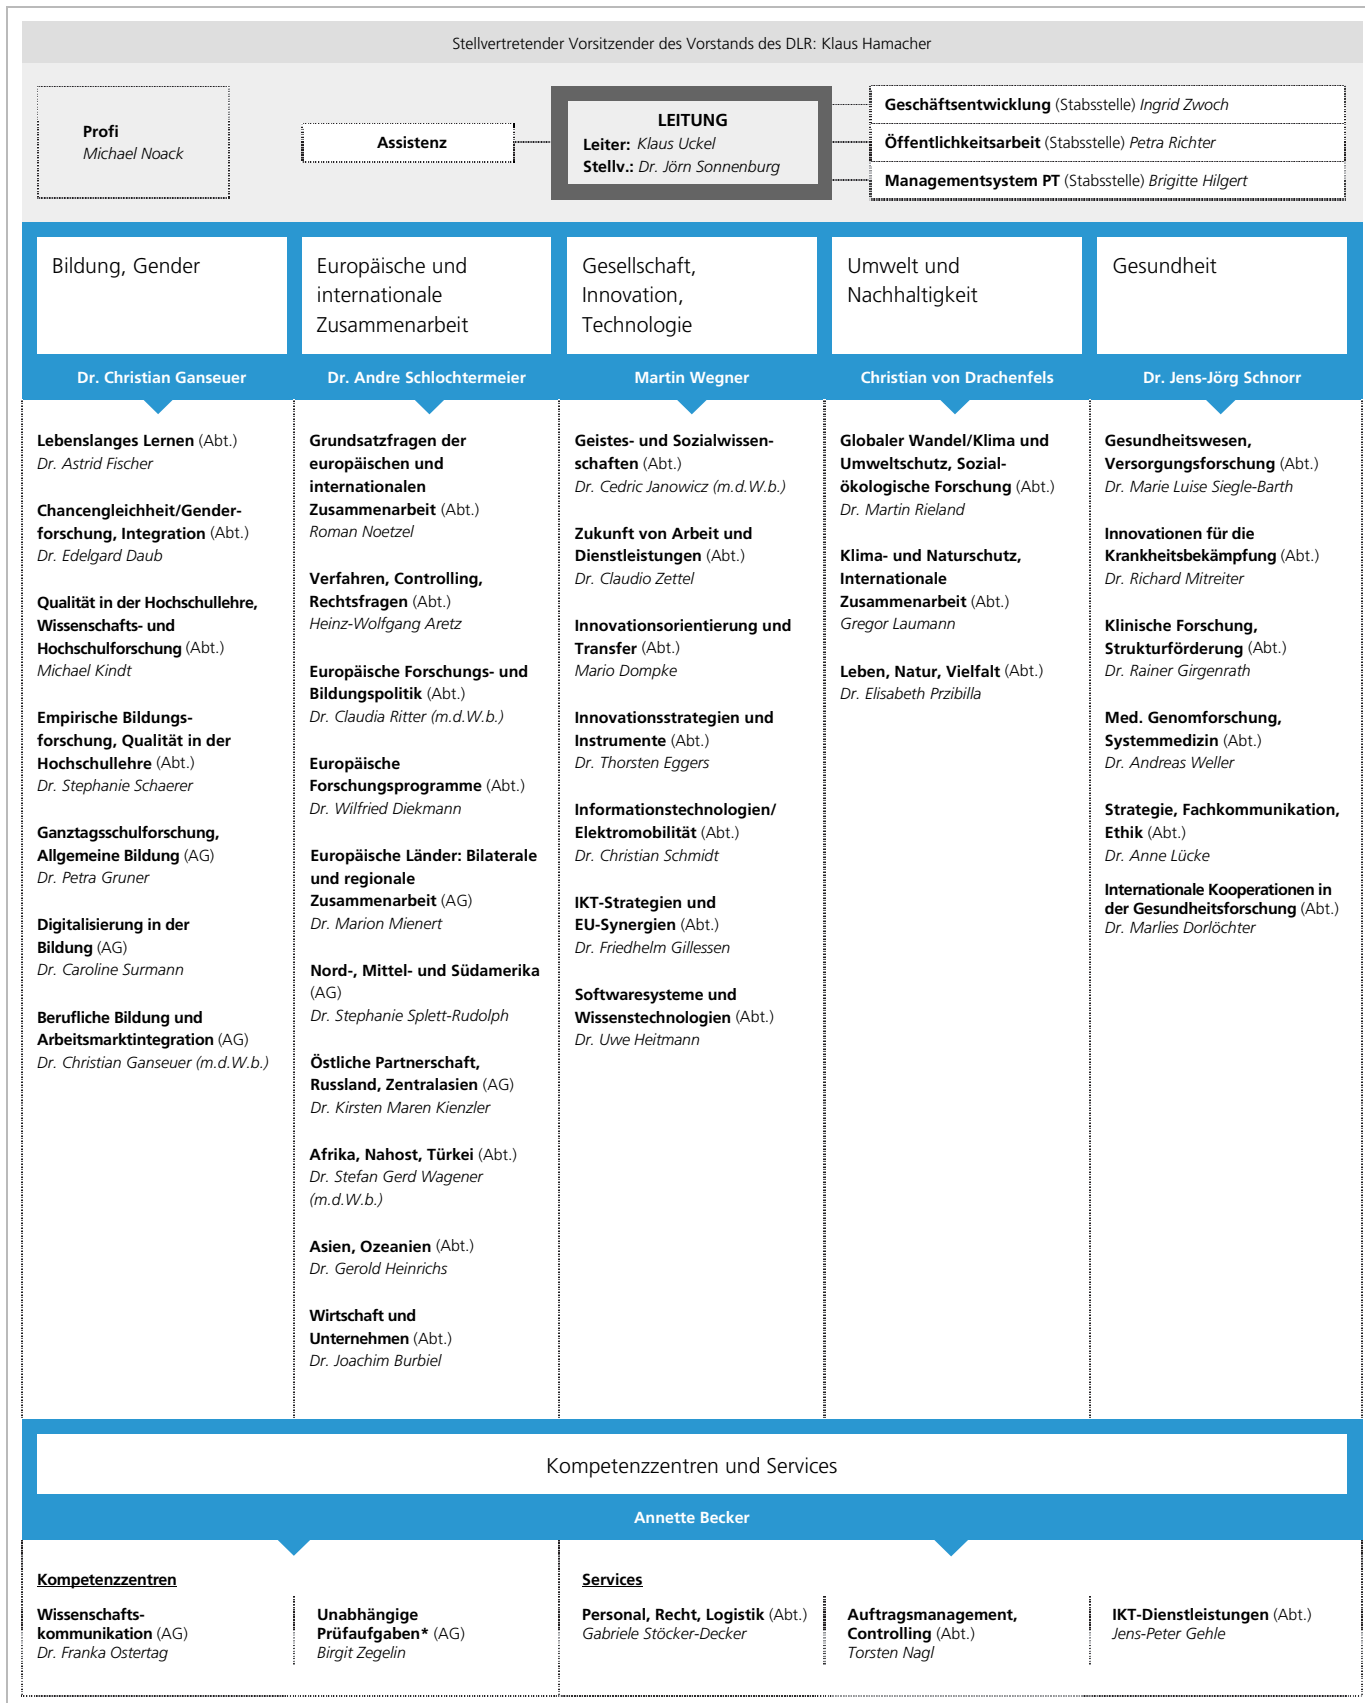 Stellvertretender Vorsitzender des Vorstands des DLR: Klaus Hamacher
Profi
Michael Noack
Assistenz
LEITUNG
Leiter: Klaus Uckel
Stellv.: Dr. Jörn Sonnenburg
Geschäftsentwicklung (Stabsstelle) Ingrid Zwoch
Öffentlichkeitsarbeit (Stabsstelle) Petra Richter
Managementsystem PT (Stabsstelle) Brigitte Hilgert
Bildung, Gender
Dr. Christian Ganseuer
Lebenslanges Lernen (Abt.)
Dr. Astrid Fischer
Chancengleichheit/Gender-
forschung, Integration (Abt.)
Dr. Edelgard Daub
Qualität in der Hochschullehre,
Wissenschafts- und
Hochschulforschung (Abt.)
Michael Kindt
Empirische Bildungs-
forschung, Qualität in der
Hochschullehre (Abt.)
Dr. Stephanie Schaerer
Ganztagsschulforschung,
Allgemeine Bildung (AG)
Dr. Petra Gruner
Digitalisierung in der
Bildung (AG)
Dr. Caroline Surmann
Berufliche Bildung und
Arbeitsmarktintegration (AG)
Dr. Christian Ganseuer (m.d.W.b.)
Europäische und
internationale
Zusammenarbeit
Dr. Andre Schlochtermeier
Grundsatzfragen der
europäischen und
internationalen
Zusammenarbeit (Abt.)
Roman Noetzel
Verfahren, Controlling,
Rechtsfragen (Abt.)
Heinz-Wolfgang Aretz
Europäische Forschungs- und
Bildungspolitik (Abt.)
Dr. Claudia Ritter (m.d.W.b.)
Europäische
Forschungsprogramme (Abt.)
Dr. Wilfried Diekmann
Europäische Länder: Bilaterale
und regionale
Zusammenarbeit (AG)
Dr. Marion Mienert
Nord-, Mittel- und Südamerika
(AG)
Dr. Stephanie Splett-Rudolph
Östliche Partnerschaft,
Russland, Zentralasien (AG)
Dr. Kirsten Maren Kienzler
Afrika, Nahost, Türkei (Abt.)
Dr. Stefan Gerd Wagener
(m.d.W.b.)
Asien, Ozeanien (Abt.)
Dr. Gerold Heinrichs
Wirtschaft und
Unternehmen (Abt.)
Dr. Joachim Burbiel
Gesellschaft,
Innovation,
Technologie
Martin Wegner
Geistes- und Sozialwissen-
schaften (Abt.)
Dr. Cedric Janowicz (m.d.W.b.)
Zukunft von Arbeit und
Dienstleistungen (Abt.)
Dr. Claudio Zettel
Innovationsorientierung und
Transfer (Abt.)
Mario Dompke
Innovationsstrategien und
Instrumente (Abt.)
Dr. Thorsten Eggers
Informationstechnologien/
Elektromobilität (Abt.)
Dr. Christian Schmidt
IKT-Strategien und
EU-Synergien (Abt.)
Dr. Friedhelm Gillessen
Softwaresysteme und
Wissenstechnologien (Abt.)
Dr. Uwe Heitmann
Umwelt und
Nachhaltigkeit
Christian von Drachenfels
Globaler Wandel/Klima und
Umweltschutz, Sozial-
ökologische Forschung (Abt.)
Dr. Martin Rieland
Klima- und Naturschutz,
Internationale
Zusammenarbeit (Abt.)
Gregor Laumann
Leben, Natur, Vielfalt (Abt.)
Dr. Elisabeth Przibilla
Gesundheit
Dr. Jens-Jörg Schnorr
Gesundheitswesen,
Versorgungsforschung (Abt.)
Dr. Marie Luise Siegle-Barth
Innovationen für die
Krankheitsbekämpfung (Abt.)
Dr. Richard Mitreiter
Klinische Forschung,
Strukturförderung (Abt.)
Dr. Rainer Girgenrath
Med. Genomforschung,
Systemmedizin (Abt.)
Dr. Andreas Weller
Strategie, Fachkommunikation,
Ethik (Abt.)
Dr. Anne Lücke
Internationale Kooperationen in
der Gesundheitsforschung (Abt.)
Dr. Marlies Dorlöchter
Kompetenzzentren und Services
Annette Becker
Kompetenzzentren
Wissenschafts-
kommunikation (AG)
Dr. Franka Ostertag
Unabhängige
Prüfaufgaben* (AG)
Birgit Zegelin
Services
Personal, Recht, Logistik (Abt.)
Gabriele Stöcker-Decker
Auftragsmanagement,
Controlling (Abt.)
Torsten Nagl
IKT-Dienstleistungen (Abt.)
Jens-Peter Gehle